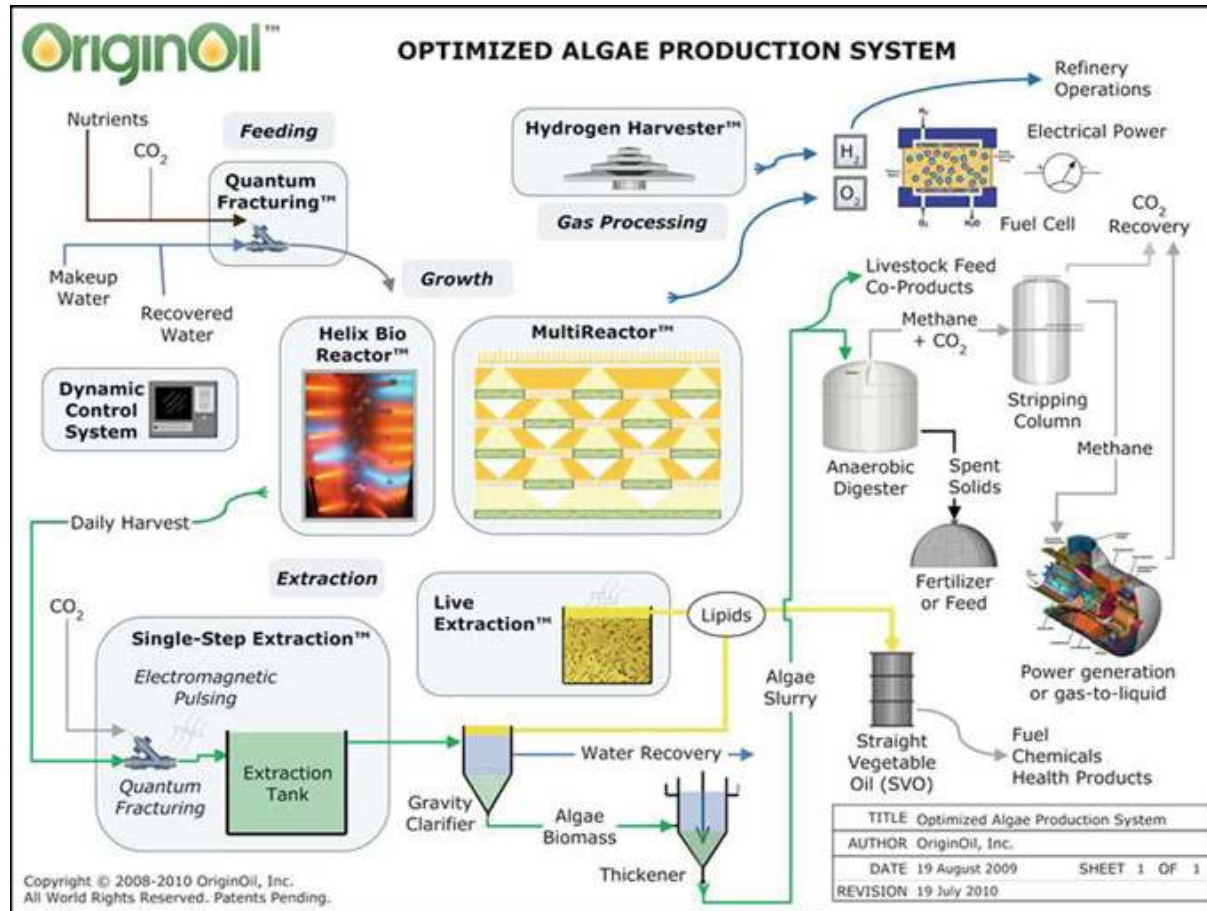 OriginOil™
OPTIMIZED ALGAE PRODUCTION SYSTEM
Nutrients
CO2
Feeding
Quantum
Fracturing™
Makeup
Water
Recovered
Water
Growth
Hydrogen Harvester™
Gas Processing
H2
O2
Refinery
Operations
Electrical Power
Fuel Cell
H2
O2
H2O
CO2
Recovery
Livestock Feed
Co-Products
Methane
+ CO2
Stripping
Column
Anaerobic
Digester
Spent
Solids
Methane
Fertilizer
or Feed
Power generation
or gas-to-liquid
Dynamic
Control
System
Helix Bio
Reactor™
MultiReactor™
Daily Harvest
Extraction
CO2
Single-Step Extraction™
Electromagnetic
Pulsing
Quantum
Fracturing
Extraction
Tank
Live
Extraction™
Lipids
Algae
Slurry
Water Recovery
Gravity
Clarifier
Algae
Biomass
Thickener
Straight
Vegetable
Oil (SVO)
Fuel
Chemicals
Health Products
TITLE Optimized Algae Production System
AUTHOR OriginOil, Inc.
DATE 19 August 2009 SHEET 1 OF 1
REVISION 19 July 2010
Copyright © 2008-2010 OriginOil, Inc.
All World Rights Reserved. Patents Pending.